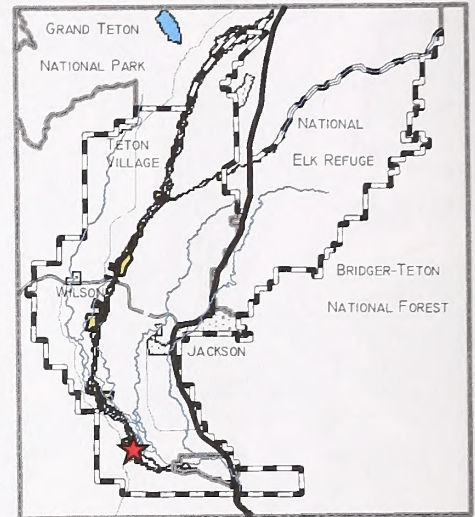 GRAND TETON
NATIONAL PARK
TETON
VILLAGE
NATIONAL
ELK REFUGE
BRIDGER-TETON
NATIONAL FOREST
WILSON
JACKSON